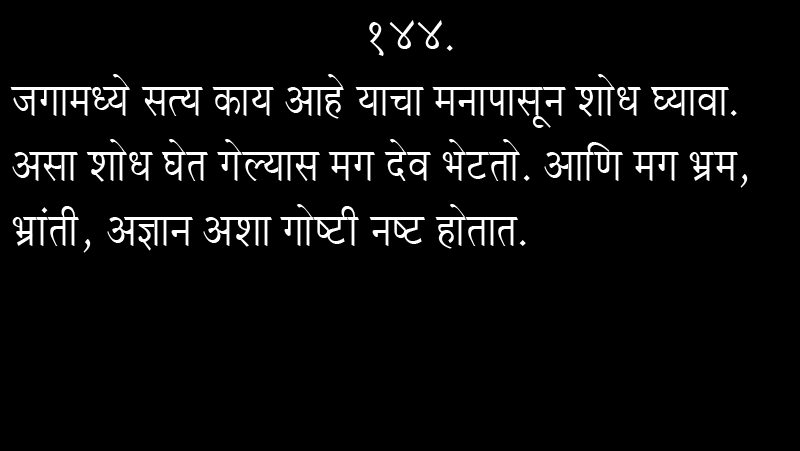 १४४.
जगामध्ये सत्य काय आहे याचा मनापासून शोध घ्यावा.
असा शोध घेत गेल्यास मग देव भेटतो. आणि मग भ्रम,
भ्रांती, अज्ञान अशा गोष्टी नष्ट होतात.